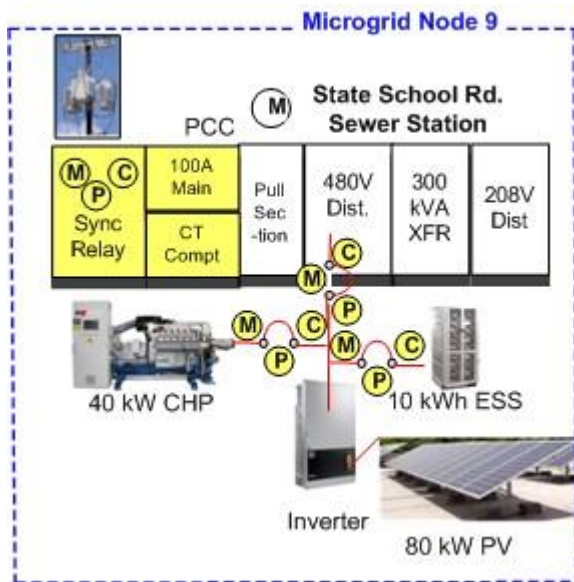 Microgrid Node 9
M
State School Rd.
PCC
Sewer Station
M
C
P
Sync
Relay
100A
Main
CT
Compt
Pull
Sec
-tion
480V
Dist.
300
kVA
XFR
208V
Dist
C
M
P
M
C
P
M
C
P
40 kW CHP
10 kWh ESS
Inverter
80 kW PV